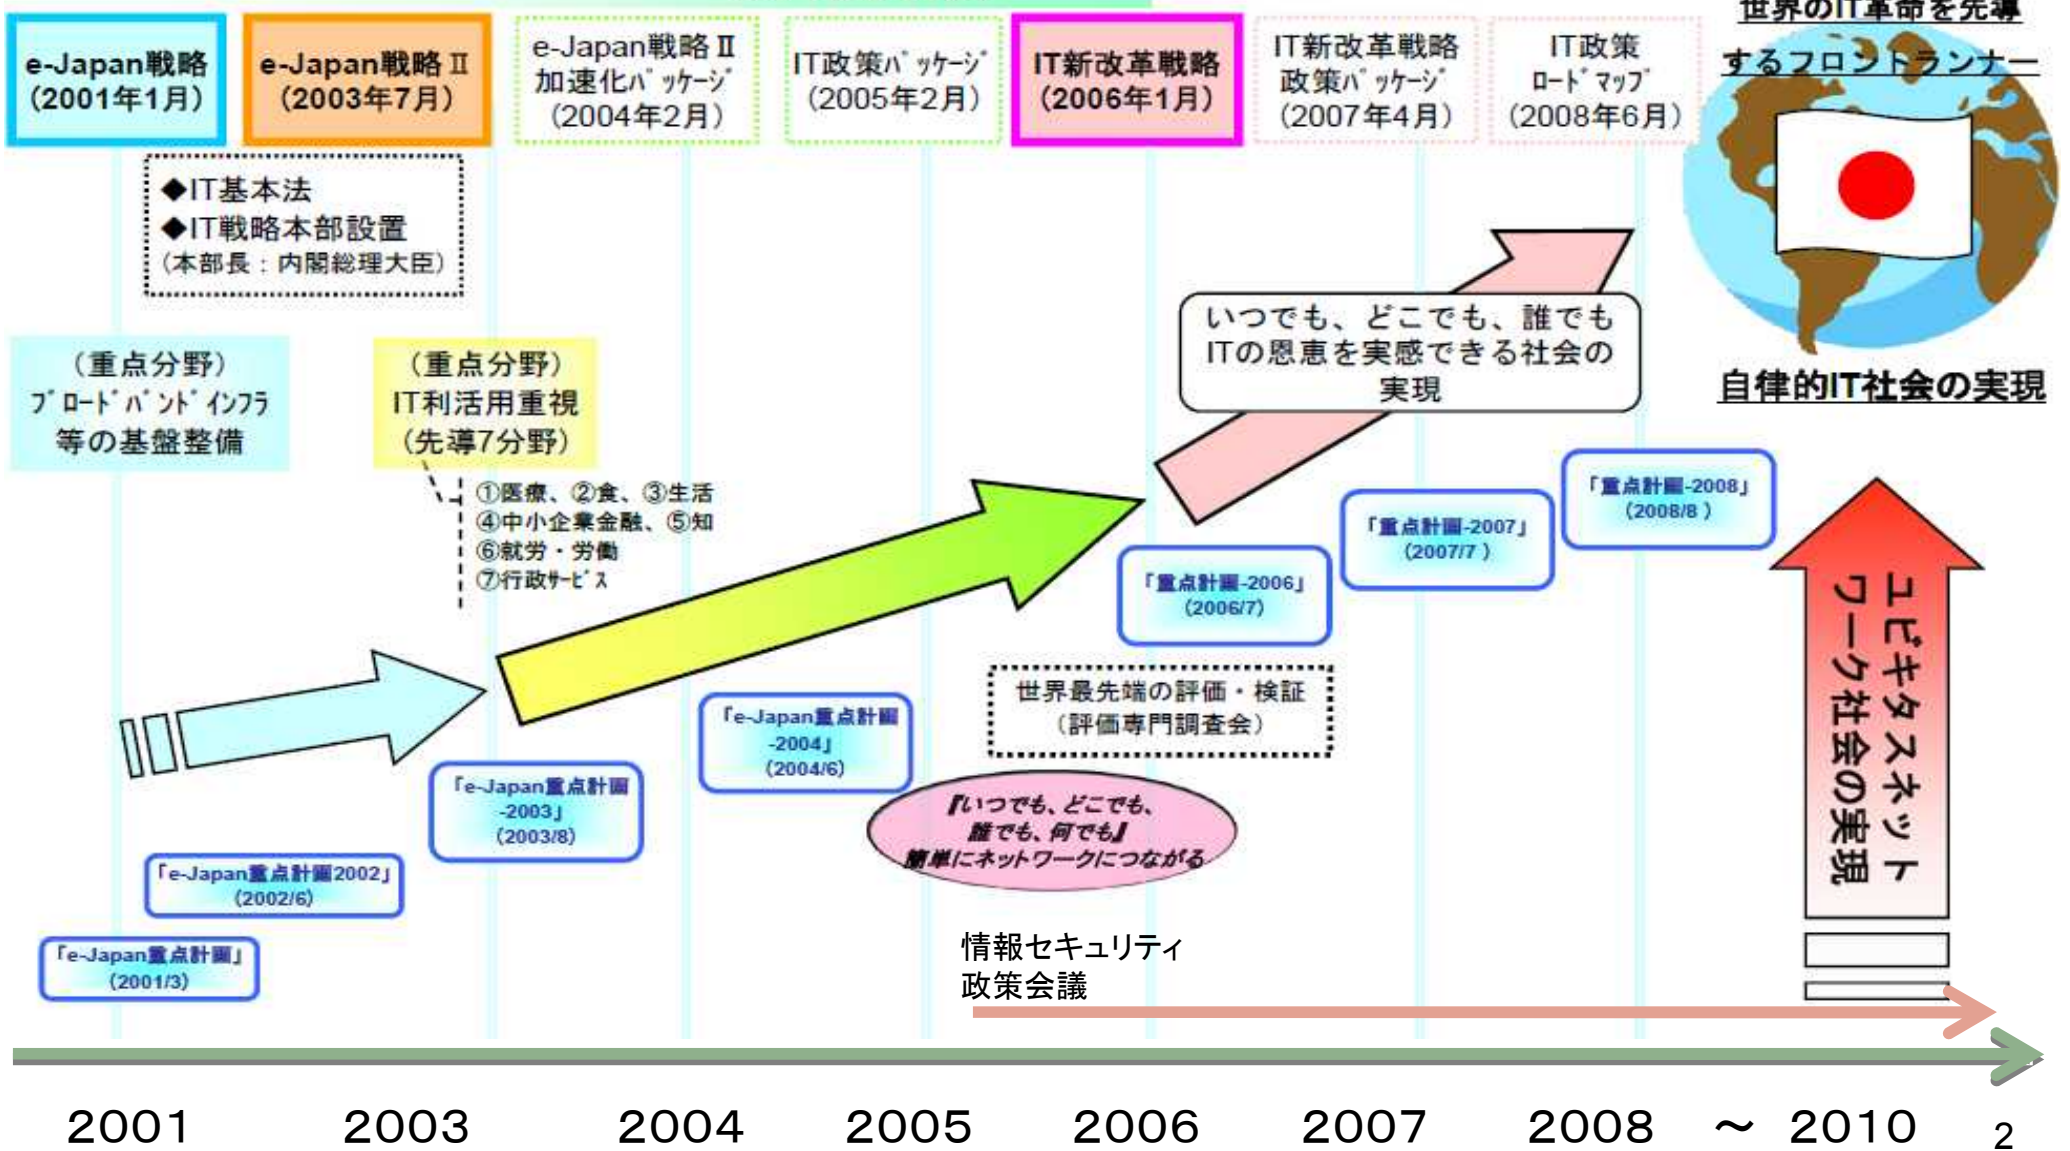 e-Japan戦略
（2001年1月）
e-Japan戦略Ⅱ
（2003年7月）
e-Japan戦略Ⅱ
加速化ﾊﾟｯｹｰｼﾞ
（2004年2月）
IT政策ﾊﾟｯｹｰｼﾞ
（2005年2月）
IT新改革戦略
（2006年1月）
IT新改革戦略
政策ﾊﾟｯｹｰｼﾞ
（2007年4月）
IT政策
ﾛｰﾄﾞﾏｯﾌﾟ
（2008年6月）
世界のIT革命を先導
するフロントランナー
◆IT基本法
◆IT戦略本部設置
（本部長：内閣総理大臣）
（重点分野）
ﾌﾞﾛｰﾄﾞﾊﾞﾝﾄﾞｲﾝﾌﾗ
等の基盤整備
（重点分野）
IT利活用重視
（先導7分野）
①医療、②食、③生活
④中小企業金融、⑤知
⑥就労・労働
⑦行政ｻｰﾋﾞｽ
いつでも、どこでも、誰でも
ITの恩恵を実感できる社会の
実現
自律的IT社会の実現
「重点計画-2008」
（2008/8 ）
「重点計画-2007」
（2007/7 ）
「重点計画-2006」
（2006/7）
世界最先端の評価・検証
（評価専門調査会）
「e-Japan重点計画
-2004」
（2004/6）
「e-Japan重点計画
-2003」
（2003/8）
「e-Japan重点計画2002」
（2002/6）
「e-Japan重点計画」
（2001/3）
『いつでも、どこでも、
誰でも、何でも』
簡単にネットワークにつながる
ユビキタスネット
ワーク社会の実現
情報セキュリティ
政策会議
2001 2003 2004 2005 2006 2007 2008 ～ 2010
2